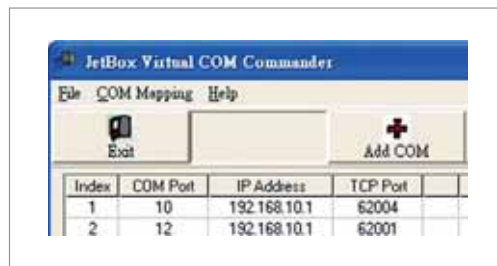 JetBox Virtual COM Commander
File COM Mapping Help
Exit Add COM
Index COM Port IP Address TCP Port
1 10 192.168.10.1 62004
2 12 192.168.10.1 62001